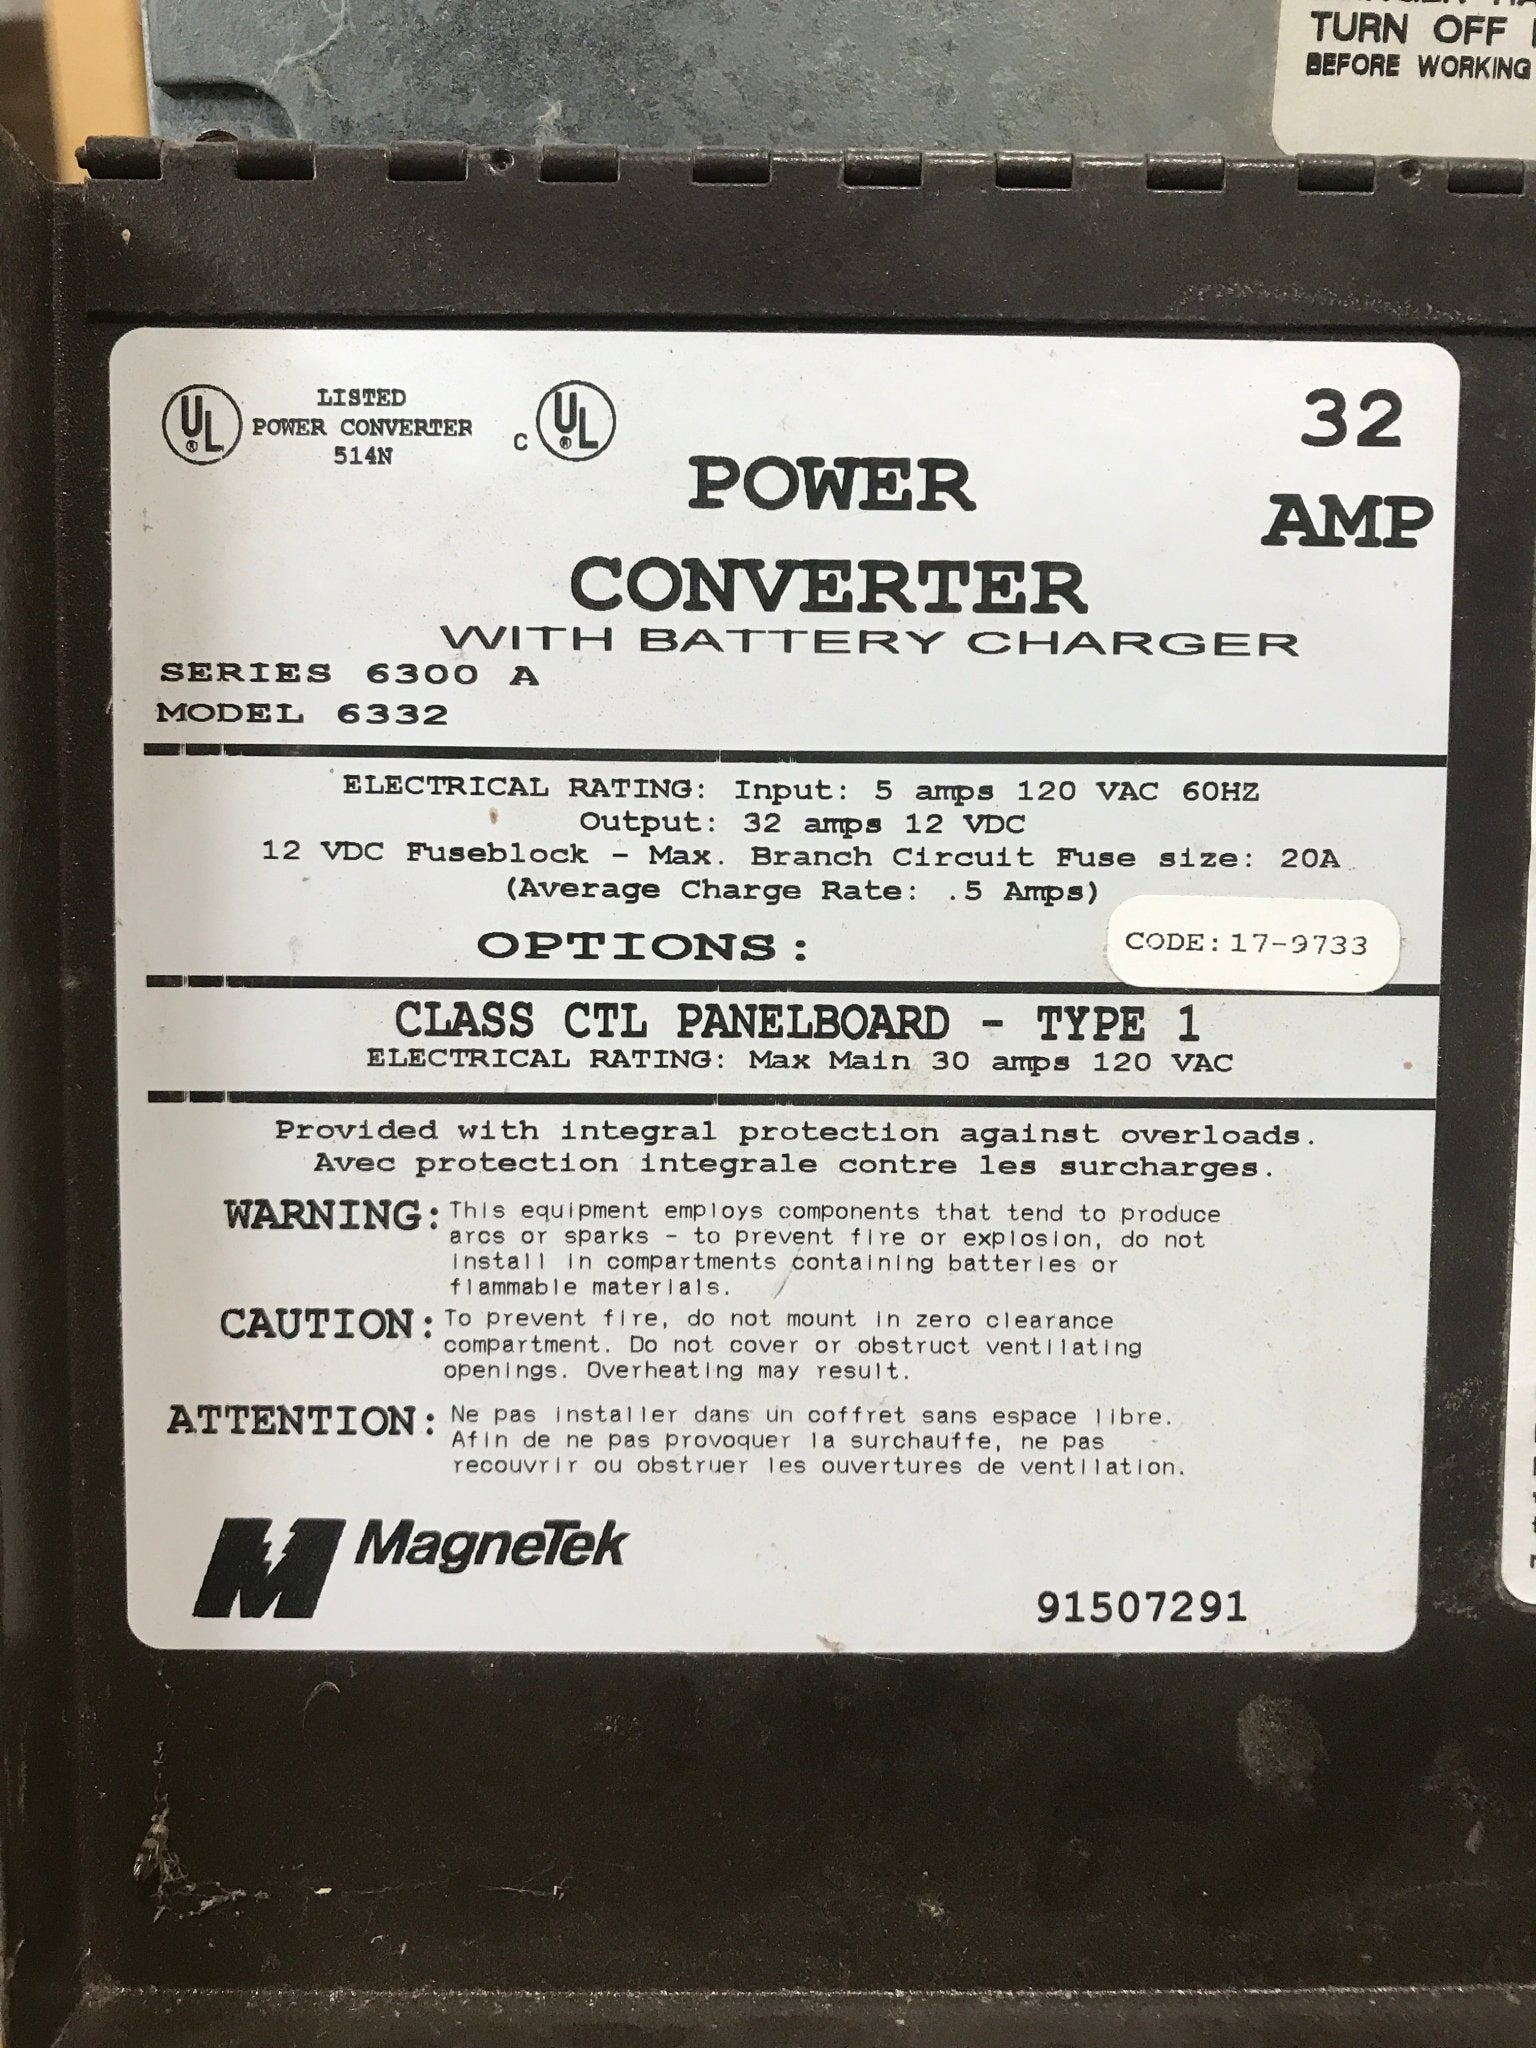 TURN OFF
BEFORE WORKING
UL
LISTED
POWER CONVERTER
514N
C UL
32
AMP
POWER
CONVERTER
WITH BATTERY CHARGER
SERIES 6300 A
MODEL 6332
ELECTRICAL RATING: Input: 5 amps 120 VAC 60HZ
Output: 32 amps 12 VDC
12 VDC Fuseblock - Max. Branch Circuit Fuse size: 20A
(Average Charge Rate: .5 Amps)
OPTIONS:
CODE: 17-9733
CLASS CTL PANELBOARD - TYPE 1
ELECTRICAL RATING: Max Main 30 amps 120 VAC
Provided with integral protection against overloads.
Avec protection integrale contre les surcharges.
WARNING: This equipment employs components that tend to produce
arcs or sparks - to prevent fire or explosion, do not
install in compartments containing batteries or
flammable materials.
CAUTION: To prevent fire, do not mount in zero clearance
compartment. Do not cover or obstruct ventilating
openings. Overheating may result.
ATTENTION: Ne pas installer dans un coffret sans espace libre.
Afin de ne pas provoquer la surchauffe, ne pas
recouvrir ou obstruer les ouvertures de ventilation.
MagneTek
91507291